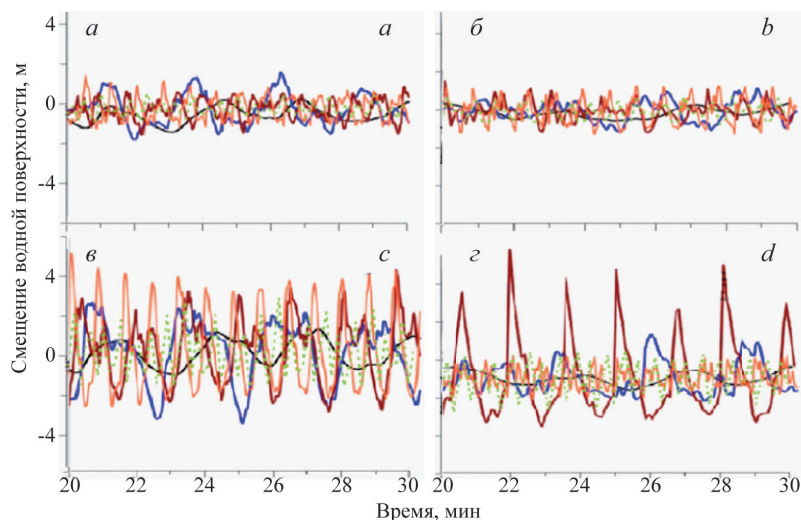 Смещение водной поверхности, м
4
0
-4
а
a
б
b
4
0
-4
в
c
г
d
20 22 24 26 28 30 20 22 24 26 28 30
Время, мин